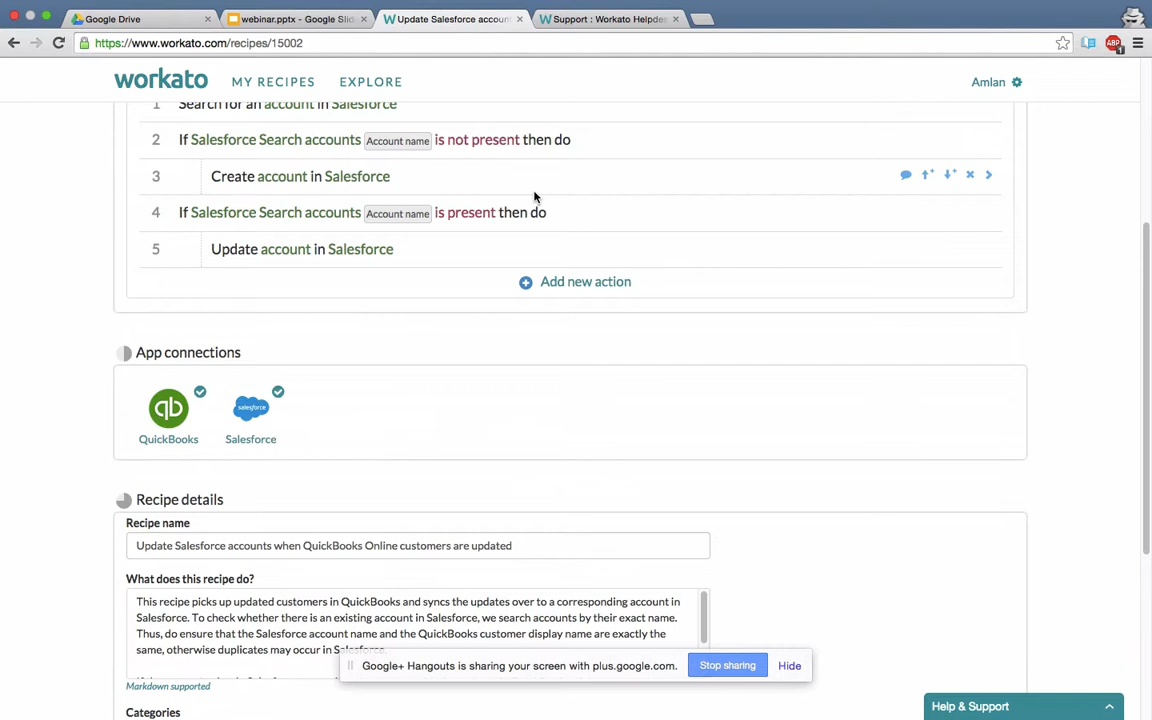 Google Drive
webinar.pptx - Google Slid
Update Salesforce accoun
Support : Workato Helpdes
https://www.workato.com/recipes/15002
ABP
1
workato
MY RECIPES
EXPLORE
Amlan
1 Search for an account in Salesforce
2 If Salesforce Search accounts Account name is not present then do
3 Create account in Salesforce
4 If Salesforce Search accounts Account name is present then do
5 Update account in Salesforce
Add new action
App connections
qb
salesforce
QuickBooks
Salesforce
Recipe details
Recipe name
Update Salesforce accounts when QuickBooks Online customers are updated
What does this recipe do?
This recipe picks up updated customers in QuickBooks and syncs the updates over to a corresponding account in
Salesforce. To check whether there is an existing account in Salesforce, we search accounts by their exact name.
Thus, do ensure that the Salesforce account name and the QuickBooks customer display name are exactly the
same, otherwise duplicates may occur in Salesforce.
Google+ Hangouts is sharing your screen with plus.google.com.
Stop sharing
Hide
Markdown supported
Help & Support
Categories